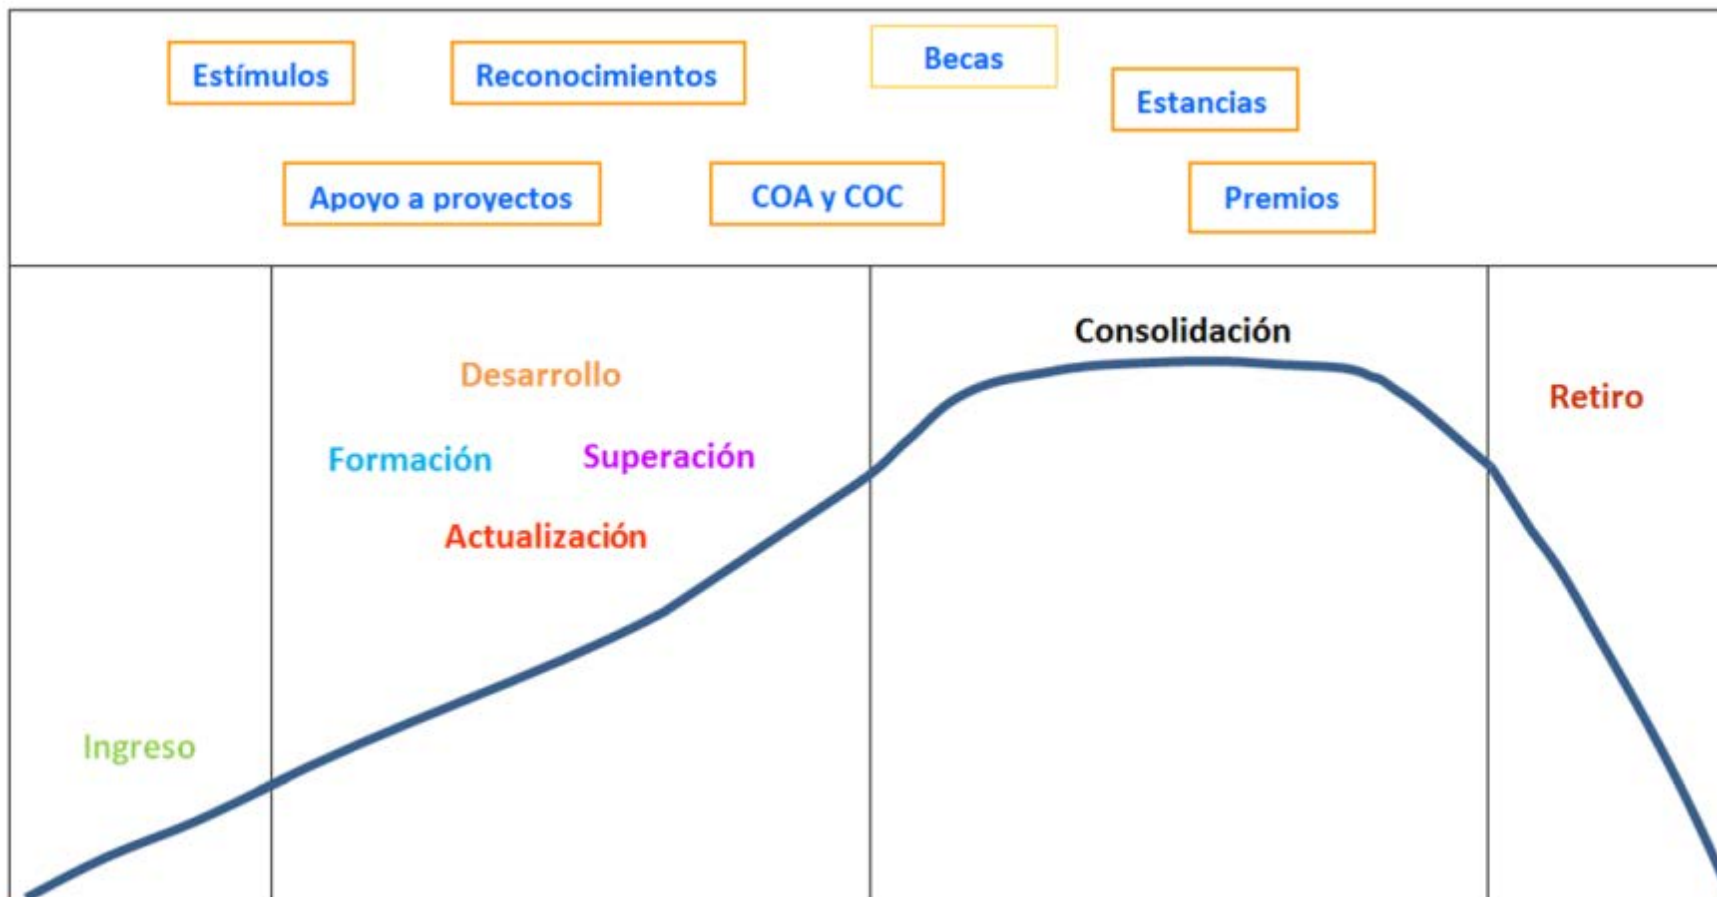 Estímulos
Reconocimientos
Becas
Estancias
Apoyo a proyectos
COA y COC
Premios
Consolidación
Desarrollo
Retiro
Formación
Superación
Actualización
Ingreso